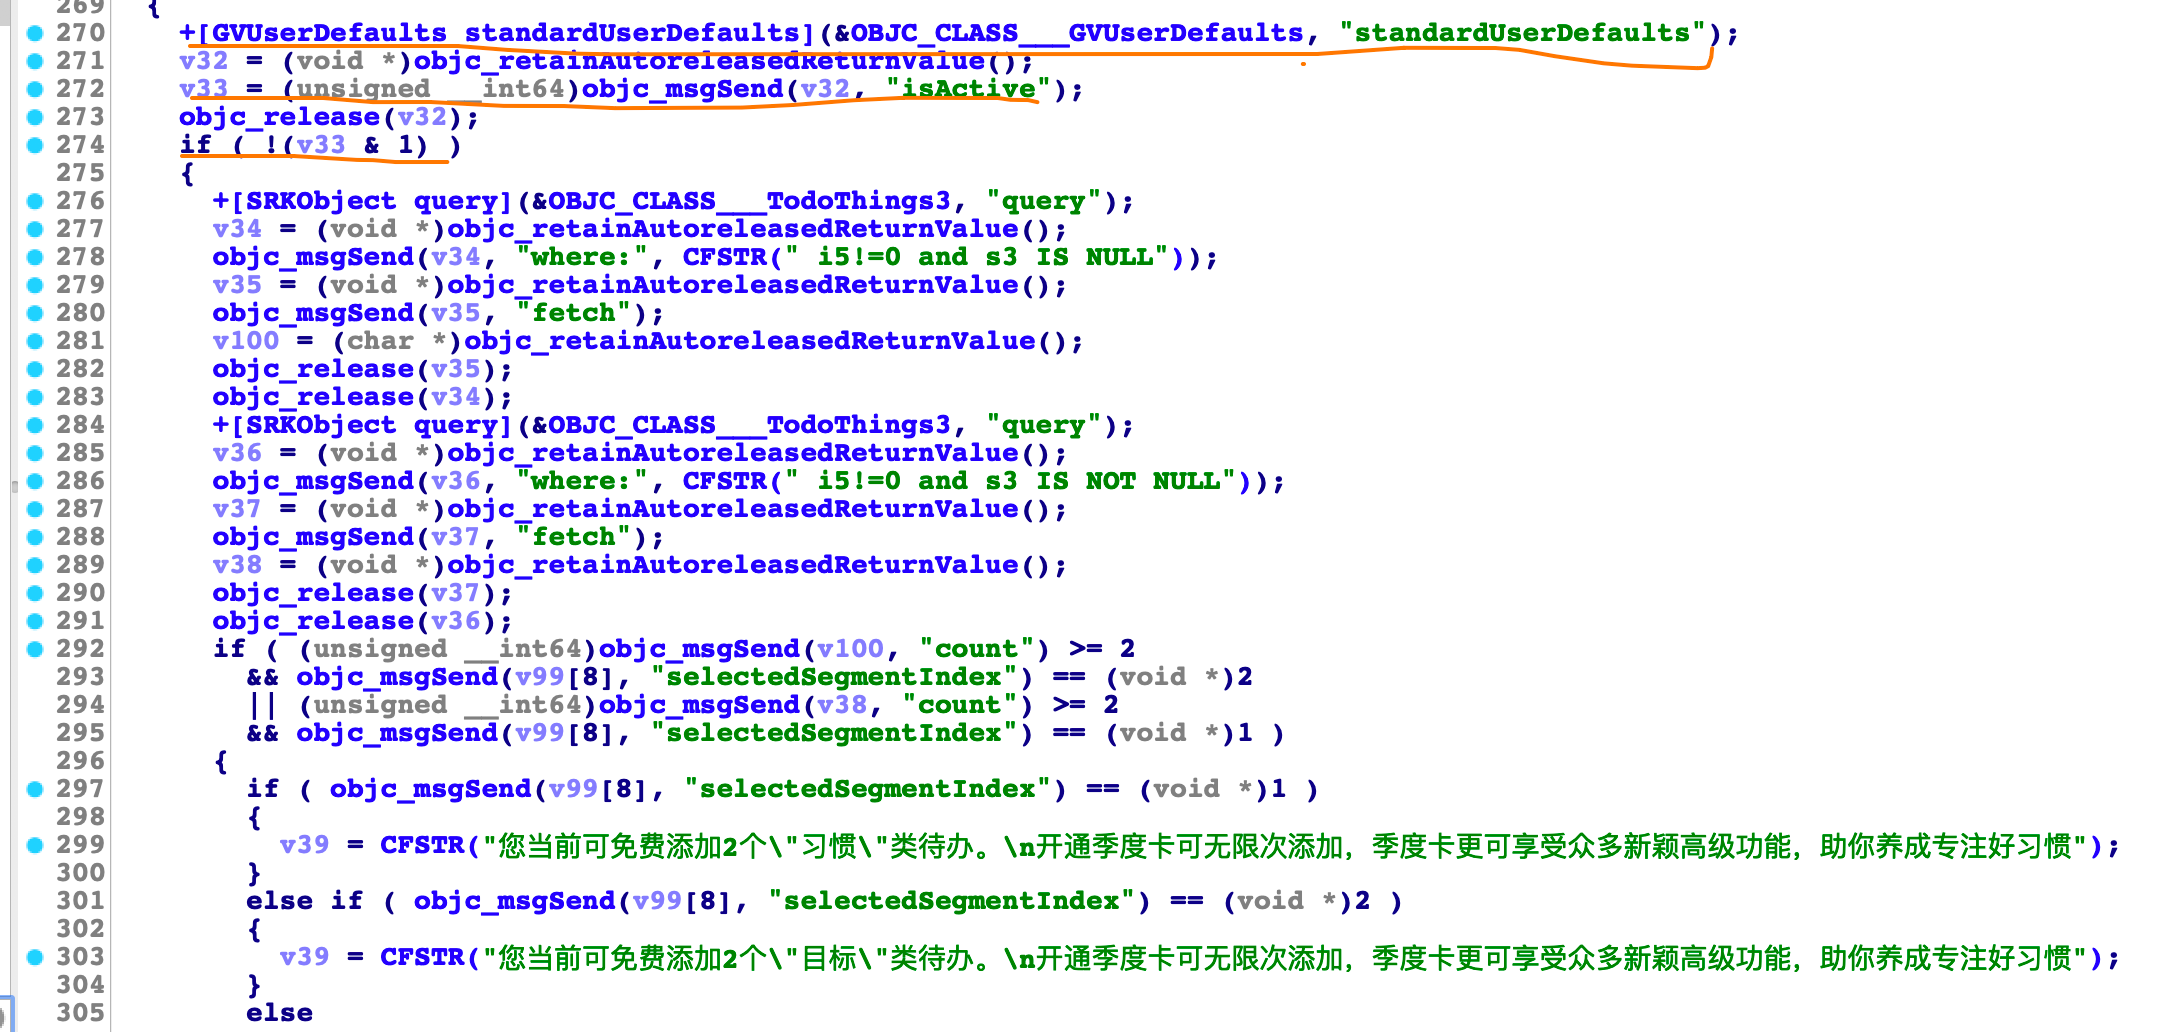 269 {
270 +[GVUserDefaults standardUserDefaults](&OBJC_CLASS___GVUserDefaults, "standardUserDefaults");
271 v32 = (void *)objc_retainAutoreleasedReturnValue();
272 v33 = (unsigned __int64)objc_msgSend(v32, "isActive");
273 objc_release(v32);
274 if ( !(v33 & 1) )
275 {
276 +[SRKObject query](&OBJC_CLASS___TodoThings3, "query");
277 v34 = (void *)objc_retainAutoreleasedReturnValue();
278 objc_msgSend(v34, "where:", CFSTR(" i5!=0 and s3 IS NULL"));
279 v35 = (void *)objc_retainAutoreleasedReturnValue();
280 objc_msgSend(v35, "fetch");
281 v100 = (char *)objc_retainAutoreleasedReturnValue();
282 objc_release(v35);
283 objc_release(v34);
284 +[SRKObject query](&OBJC_CLASS___TodoThings3, "query");
285 v36 = (void *)objc_retainAutoreleasedReturnValue();
286 objc_msgSend(v36, "where:", CFSTR(" i5!=0 and s3 IS NOT NULL"));
287 v37 = (void *)objc_retainAutoreleasedReturnValue();
288 objc_msgSend(v37, "fetch");
289 v38 = (void *)objc_retainAutoreleasedReturnValue();
290 objc_release(v37);
291 objc_release(v36);
292 if ( (unsigned __int64)objc_msgSend(v100, "count") >= 2
293 && objc_msgSend(v99[8], "selectedSegmentIndex") == (void *)2
294 || (unsigned __int64)objc_msgSend(v38, "count") >= 2
295 && objc_msgSend(v99[8], "selectedSegmentIndex") == (void *)1 )
296 {
297 if ( objc_msgSend(v99[8], "selectedSegmentIndex") == (void *)1 )
298 {
299 v39 = CFSTR("您当前可免费添加2个\"习惯\"类待办。\n开通季度卡可无限次添加，季度卡更可享受众多新颖高级功能，助你养成专注好习惯");
300 }
301 else if ( objc_msgSend(v99[8], "selectedSegmentIndex") == (void *)2 )
302 {
303 v39 = CFSTR("您当前可免费添加2个\"目标\"类待办。\n开通季度卡可无限次添加，季度卡更可享受众多新颖高级功能，助你养成专注好习惯");
304 }
305 else